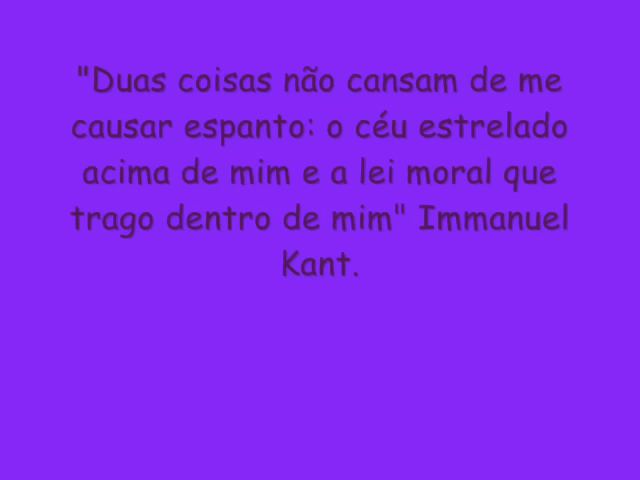 "Duas coisas não cansam de me
causar espanto: o céu estrelado
acima de mim e a lei moral que
trago dentro de mim" Immanuel
Kant.